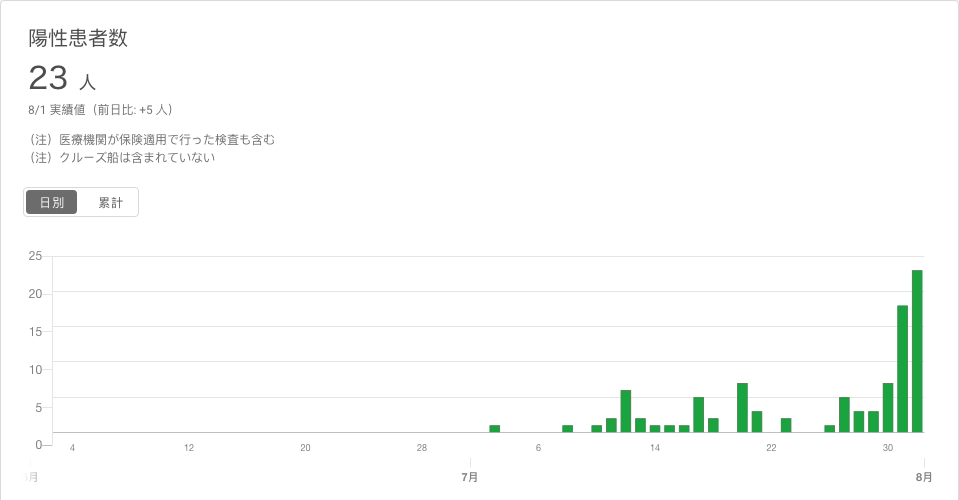 陽性患者数
23 人
8/1 実績値（前日比: +5 人）
（注）医療機関が保険適用で行った検査も含む
（注）クルーズ船は含まれていない
日別 累計
25
20
15
10
5
0
4 12 20 28 6 14 22 30
月 7月 8月